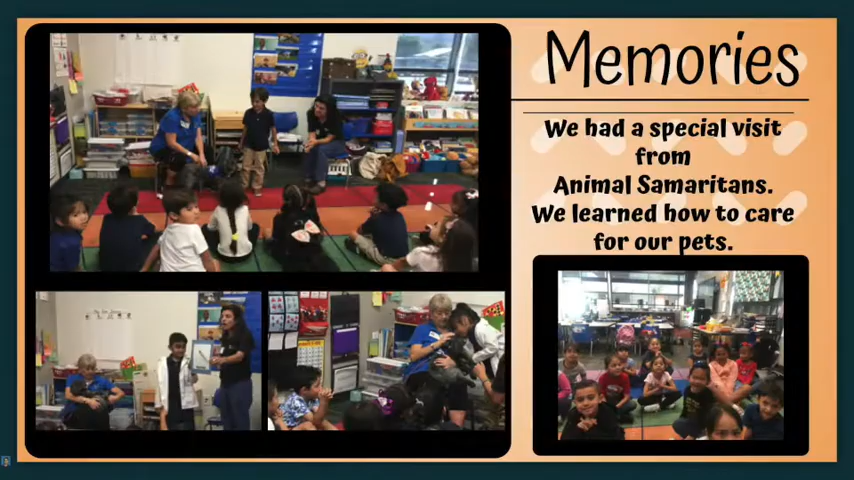 Memories
We had a special visit
from
Animal Samaritans.
We learned how to care
for our pets.